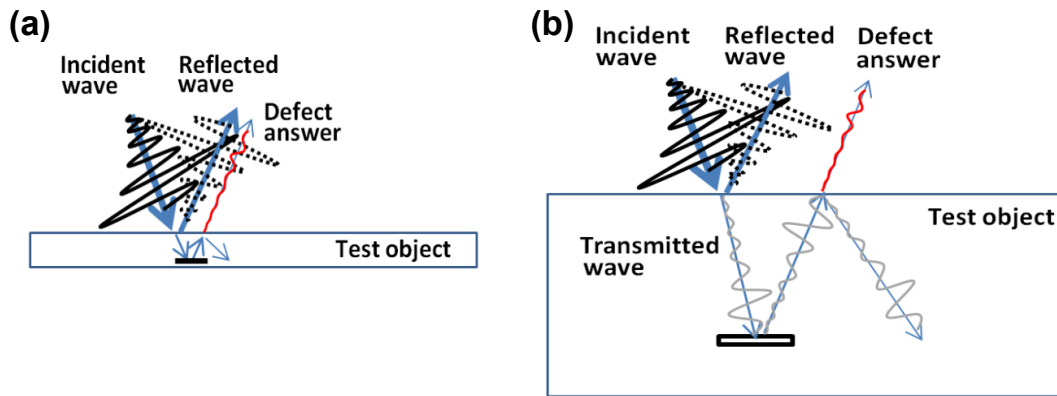 (a)
Incident
wave
Reflected
wave
Defect
answer
Test object
(b)
Incident
wave
Reflected
wave
Defect
answer
Test object
Transmitted
wave